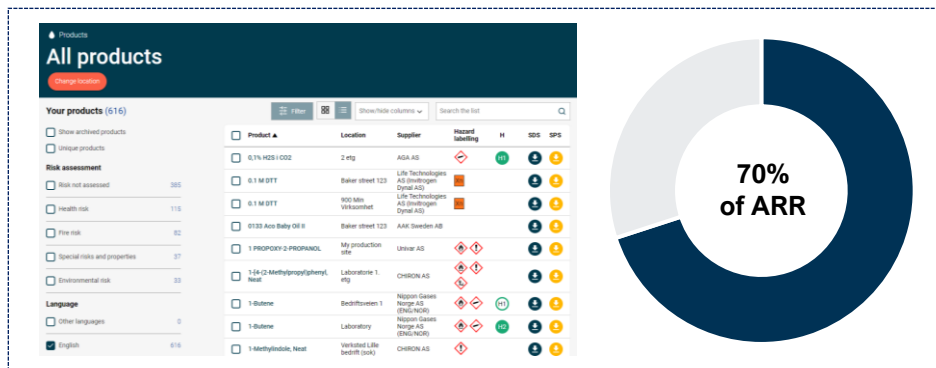 Products
All products
Change location
Your products (616)
Filter
Show/hide columns
Search the list
Show archived products
Unique products
Risk assessment
Risk not assessed 385
Health risk 118
Fire risk 82
Special risks and properties 37
Environmental risk 33
Language
Other languages 0
English 616
Product ▲ Location Supplier Hazard labelling H SDS SPS
0,1% H2S I CO2 2 etg AGA AS H1
0.1 M DTT Baker street 123 Life Technologies AS (Invitrogen Dynal AS)
0.1 M DTT 900 Min Virksomhet Life Technologies AS (Invitrogen Dynal AS)
0133 Aco Baby Oil II Baker street 123 AAK Sweden AB
1 PROPOXY-2-PROPANOL My production site Univar AS
1-[4-(2-Methylpropyl)phenyl, Neat Laboratorie 1. etg CHIRON AS
1-Butene Bedriftsveien 1 Nippon Gases Norge AS (ENG/NOR) H1
1-Butene Laboratory Nippon Gases Norge AS (ENG/NOR) H2
1-Methylindole, Neat Verksted Lille bedrift (sok) CHIRON AS
70%
of ARR